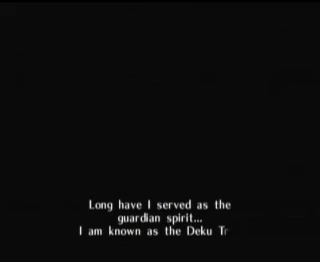 Long have I served as the
guardian spirit...
I am known as the Deku Tr